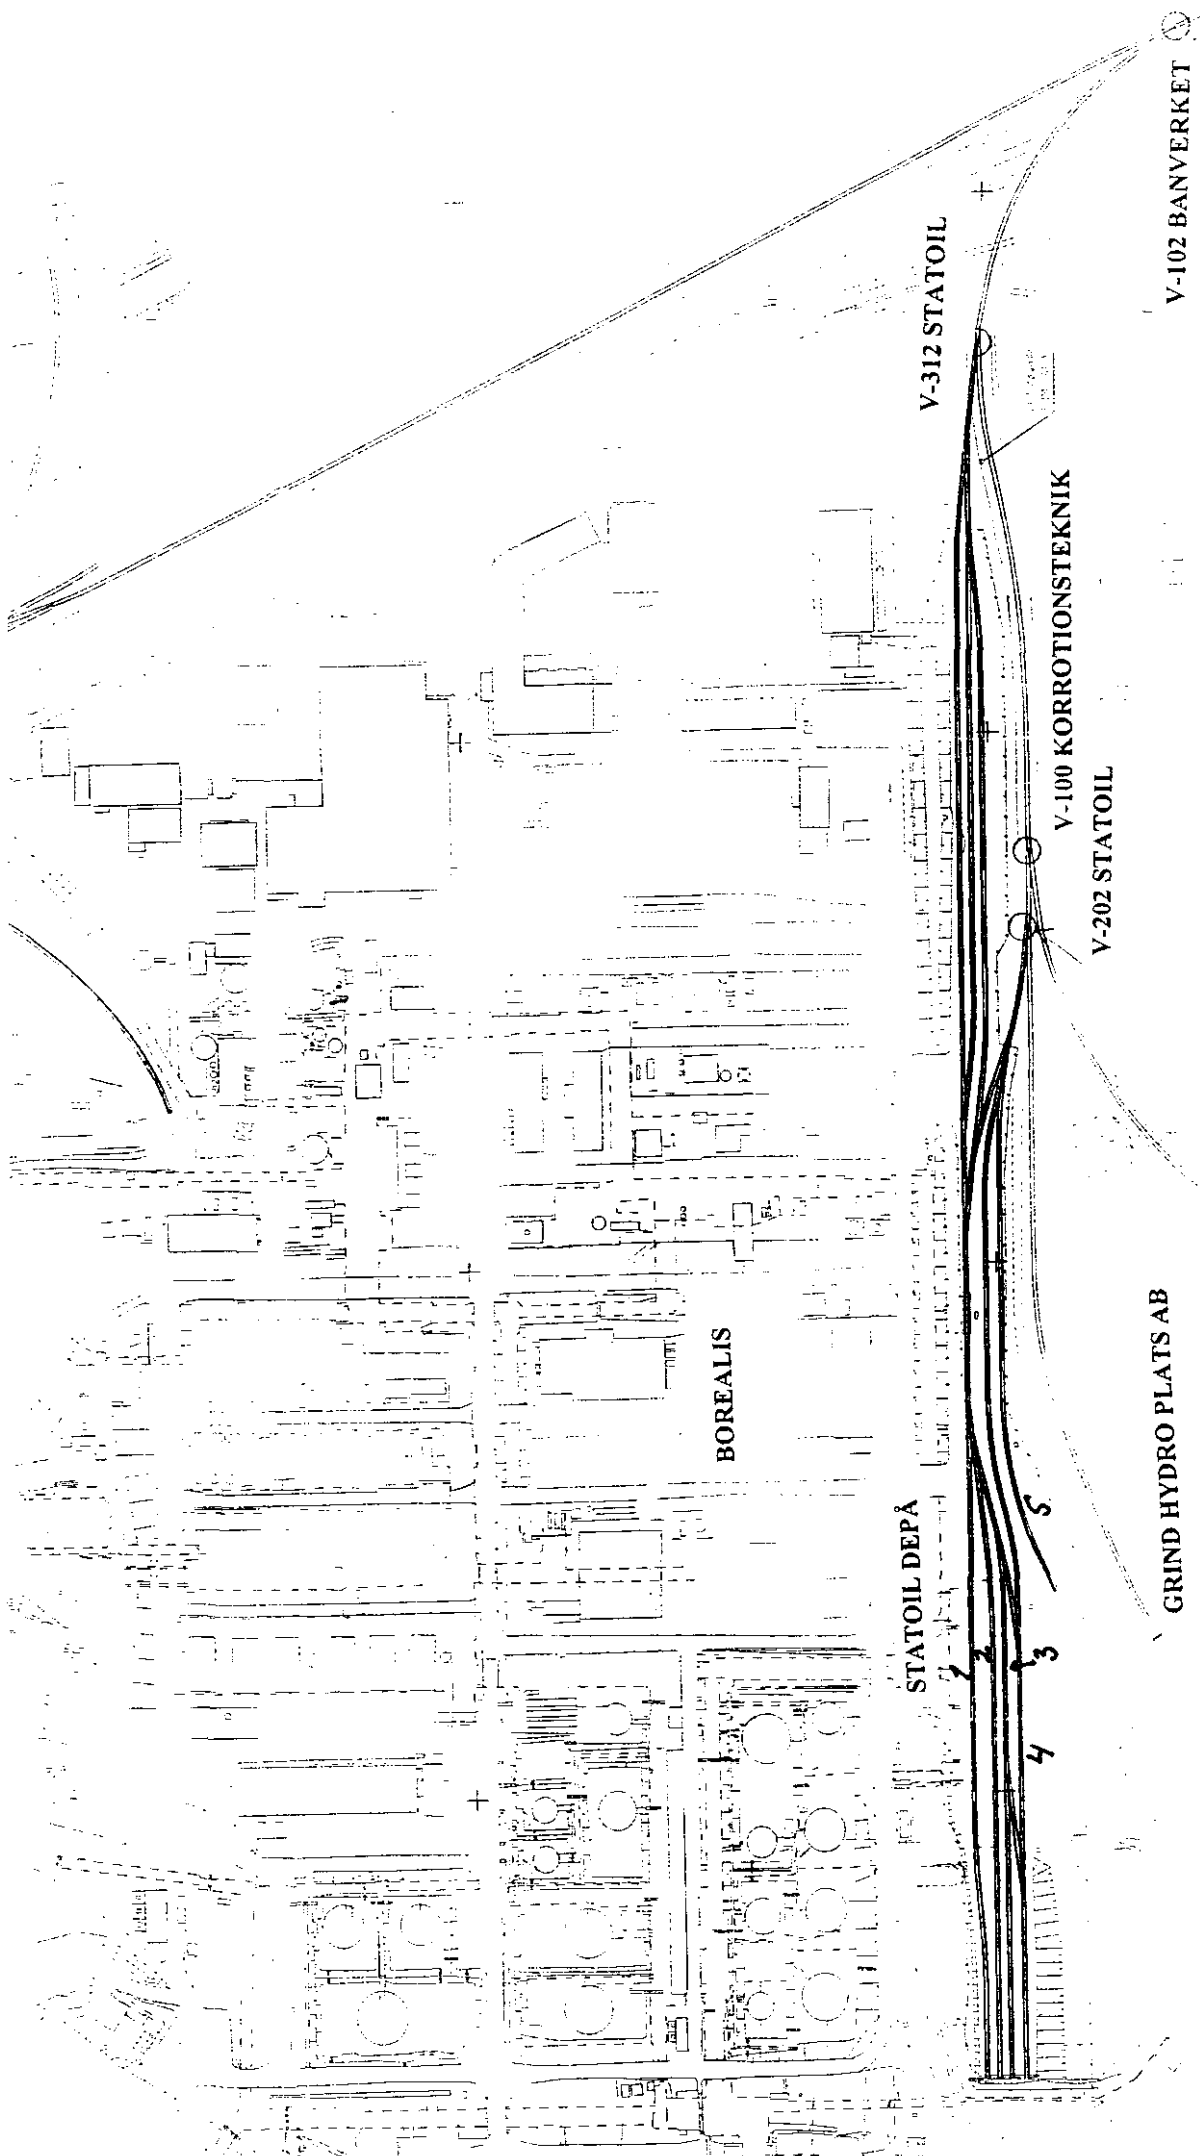 V-102 BANVERKET
V-312 STATOIL
V-100 KORROTIONSTEKNIK
V-202 STATOIL
BOREALIS
GRIND HYDRO PLATS AB
STATOIL DEPÅ
1
2
3
4
5